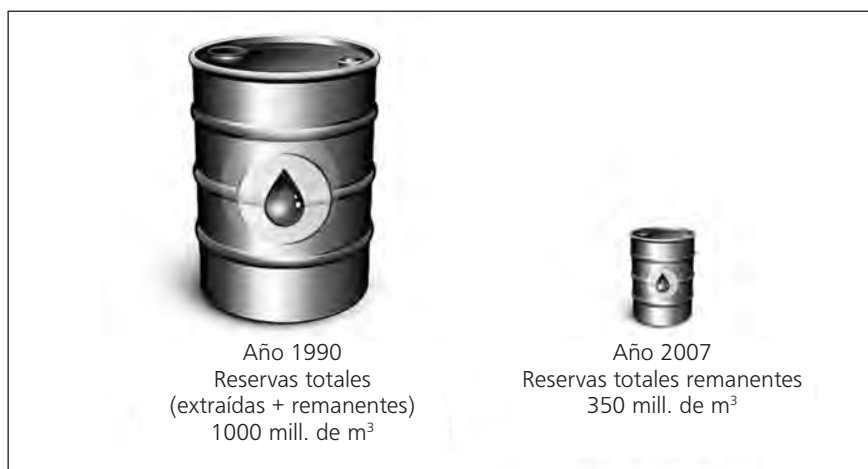 Año 1990
Reservas totales
(extraídas + remanentes)
1000 mill. de m³
Año 2007
Reservas totales remanentes
350 mill. de m³